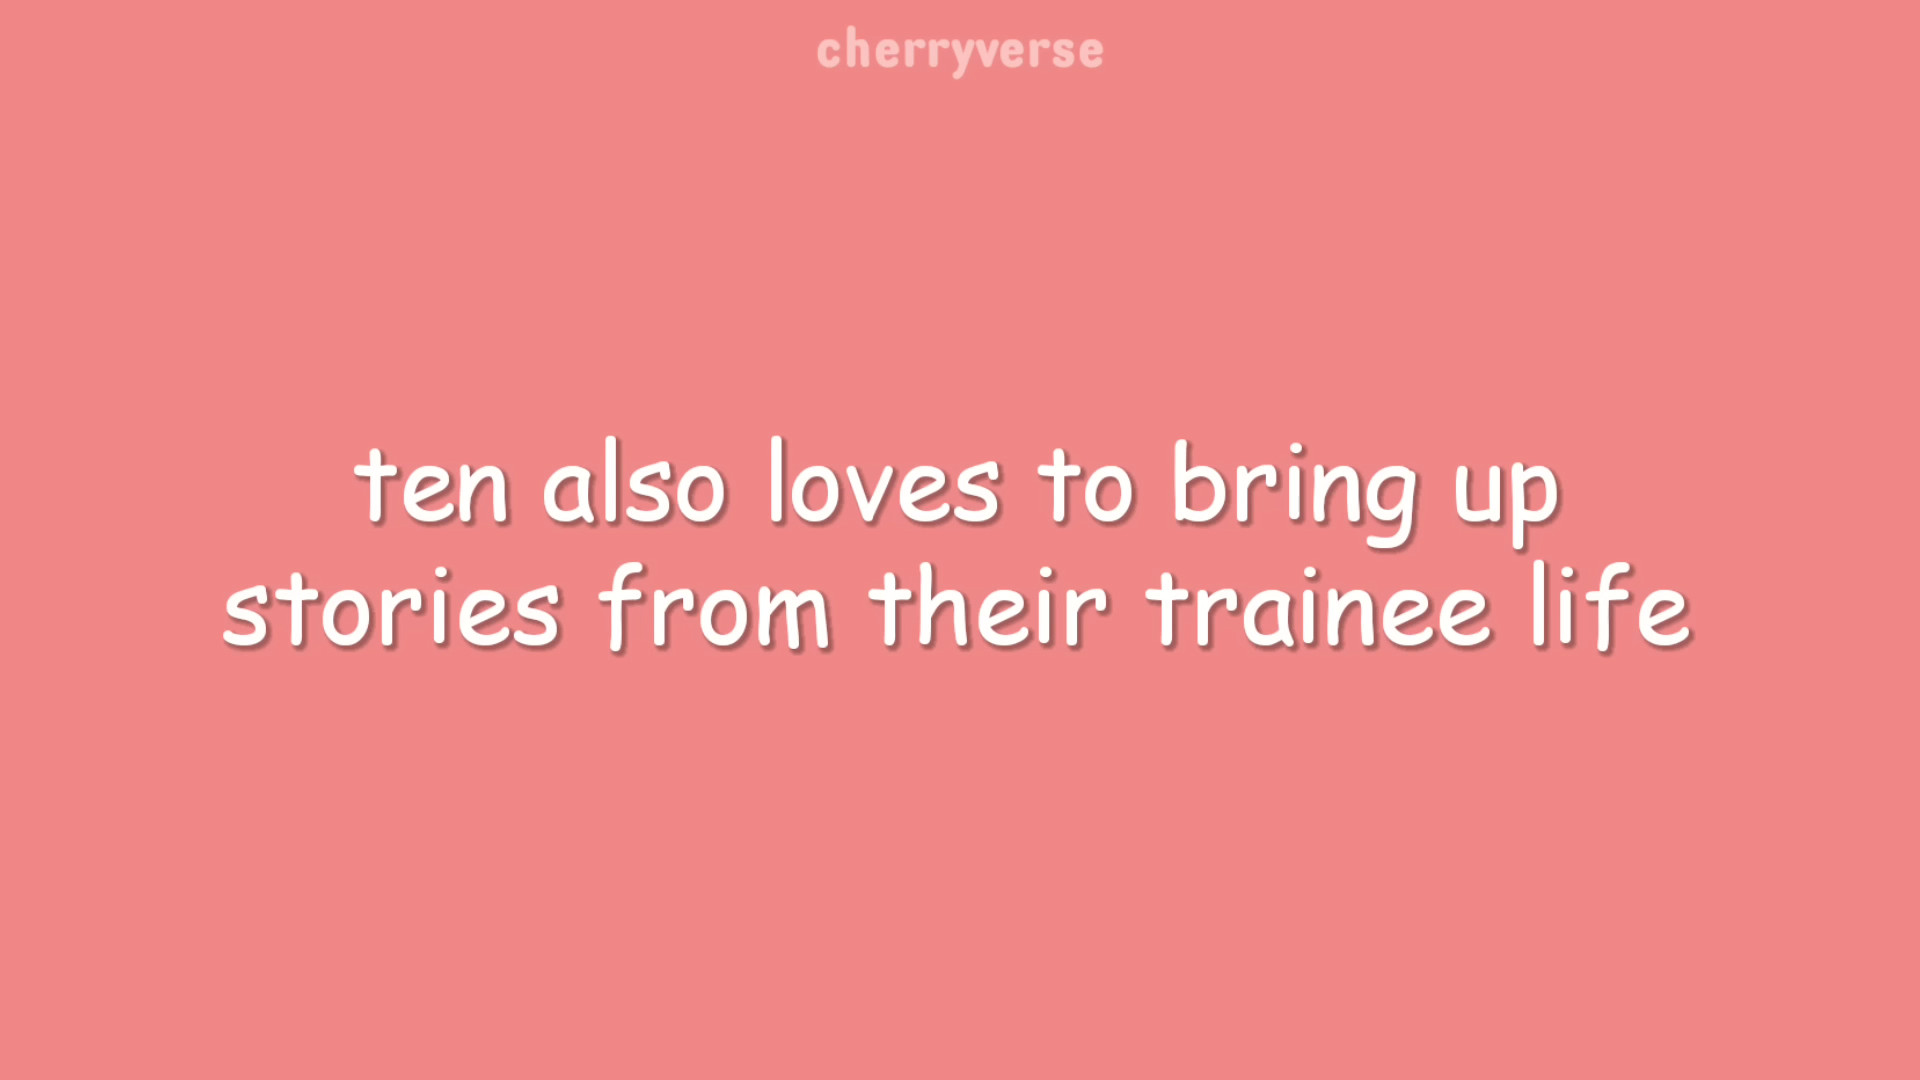 cherryverse
ten also loves to bring up
stories from their trainee life